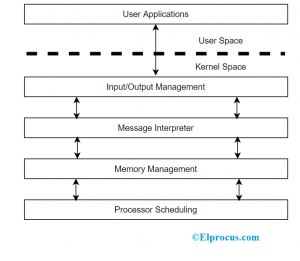 User Applications
User Space
Kernel Space
Input/Output Management
Message Interpreter
Memory Management
Processor Scheduling
©Elprocus.com